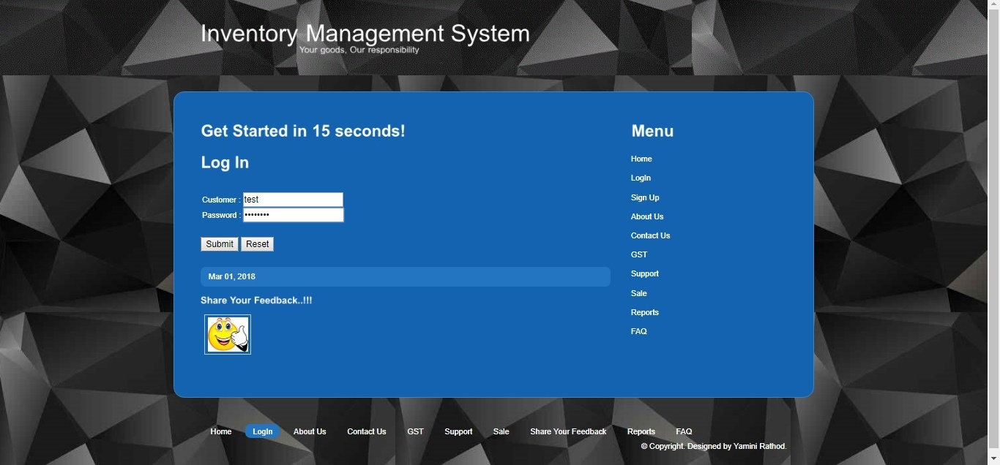 Inventory Management System
Your goods, Our responsibility
Get Started in 15 seconds!
Log In
Customer : test
Password : ••••••••
Submit Reset
Mar 01, 2018
Share Your Feedback..!!!
Menu
Home
LogIn
Sign Up
About Us
Contact Us
GST
Support
Sale
Reports
FAQ
Home LogIn About Us Contact Us GST Support Sale Share Your Feedback Reports FAQ
© Copyright. Designed by Yamini Rathod.